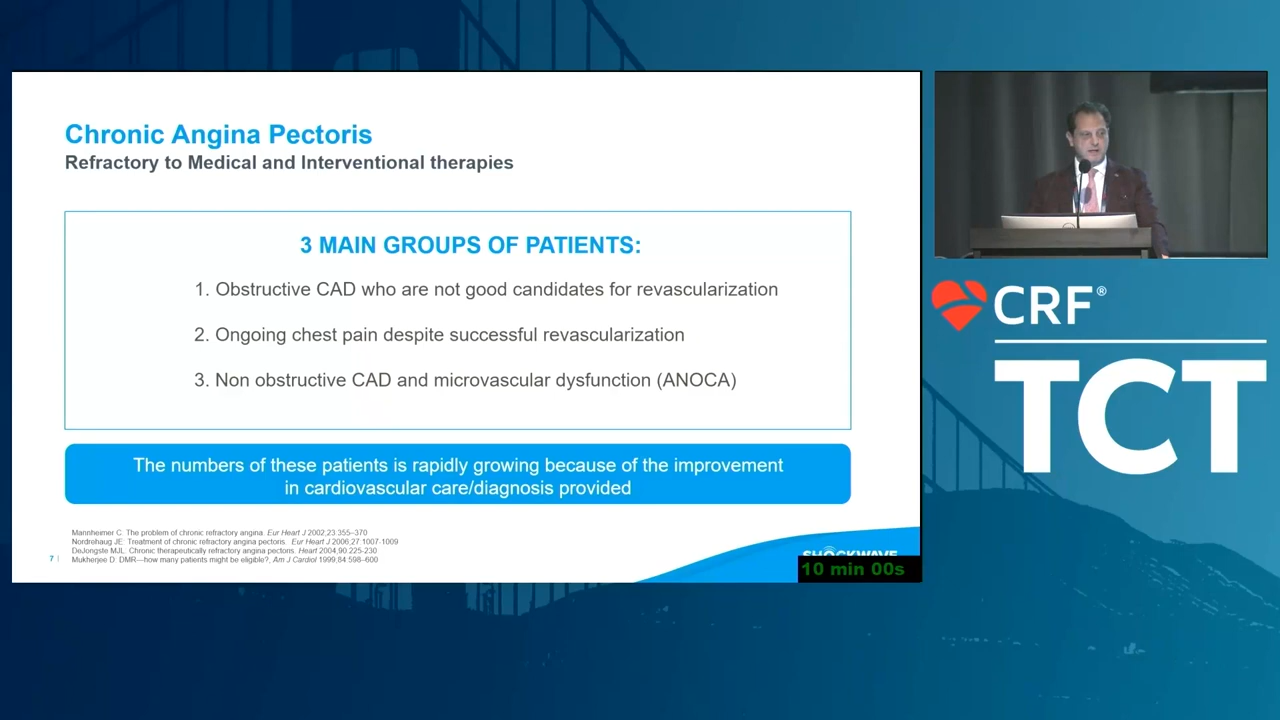 Chronic Angina Pectoris
Refractory to Medical and Interventional therapies
3 MAIN GROUPS OF PATIENTS:
1. Obstructive CAD who are not good candidates for revascularization
2. Ongoing chest pain despite successful revascularization
3. Non obstructive CAD and microvascular dysfunction (ANOCA)
The numbers of these patients is rapidly growing because of the improvement
in cardiovascular care/diagnosis provided
Mannheimer C. The problem of chronic refractory angina. Eur Heart J 2002;23:355–370
Nordrehaug JE: Treatment of chronic refractory angina pectoris. Eur Heart J 2006;27:1007-1009
DeJongste MJL. Chronic therapeutically refractory angina pectoris. Heart 2004;90:225-230
Mukherjee D. DMR—how many patients might be eligible?, Am J Cardiol 1999;84:598–600
7 |
SHOCKWAVE
10 min 00s
CRF®
TCT